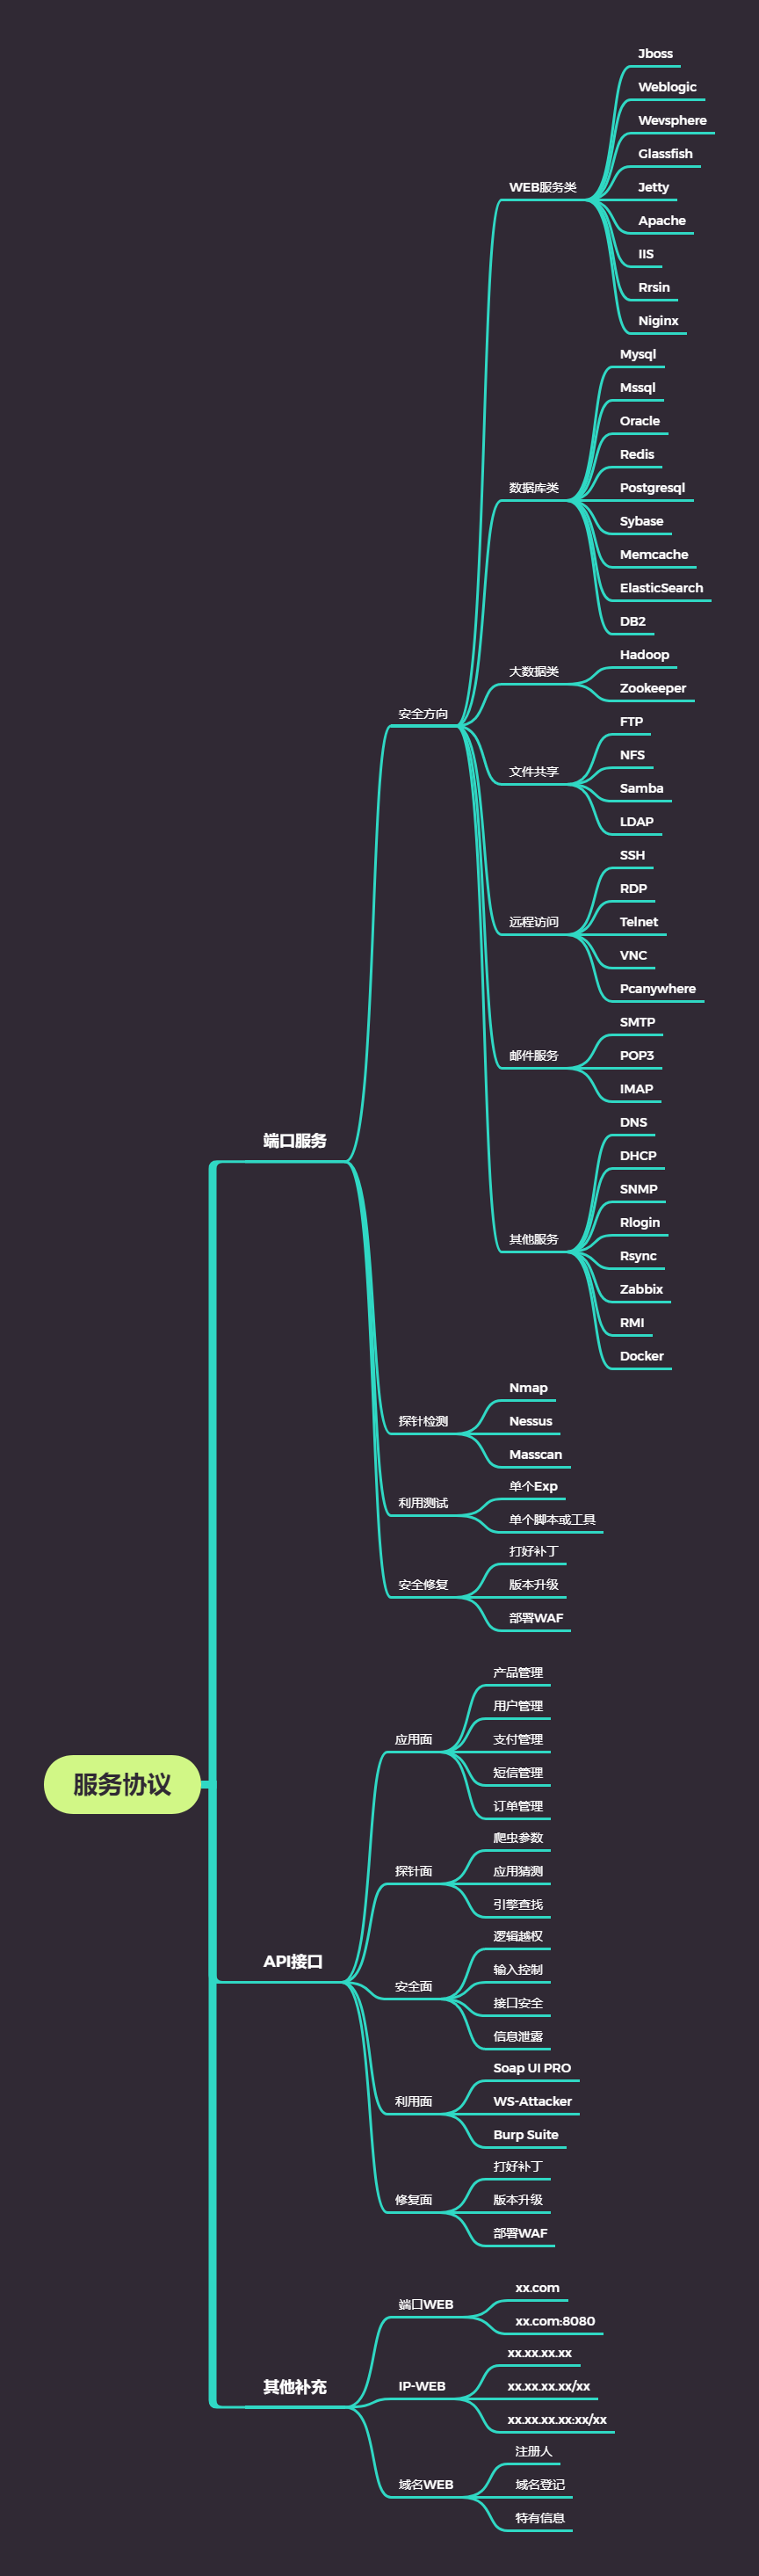 Jboss
Weblogic
Wevsphere
Glassfish
WEB服务类
Jetty
Apache
IIS
Rrsin
Niginx
Mysql
Mssql
Oracle
Redis
数据库类
Postgresql
Sybase
Memcache
ElasticSearch
DB2
Hadoop
大数据类
Zookeeper
安全方向
FTP
NFS
文件共享
Samba
LDAP
SSH
RDP
远程访问
Telnet
VNC
Pcanywhere
SMTP
邮件服务
POP3
IMAP
DNS
端口服务
DHCP
SNMP
Rlogin
其他服务
Rsync
Zabbix
RMI
Docker
Nmap
探针检测
Nessus
Masscan
单个Exp
利用测试
单个脚本或工具
打好补丁
安全修复
版本升级
部署WAF
产品管理
用户管理
应用面
支付管理
短信管理
服务协议
订单管理
爬虫参数
探针面
应用猜测
引擎查找
逻辑越权
API接口
输入控制
安全面
接口安全
信息泄露
Soap UI PRO
利用面
WS-Attacker
Burp Suite
打好补丁
修复面
版本升级
部署WAF
xx.com
端口WEB
xx.com:8080
xx.xx.xx.xx
其他补充
IP-WEB
xx.xx.xx.xx/xx
xx.xx.xx.xx:xx/xx
注册人
域名WEB
域名登记
特有信息